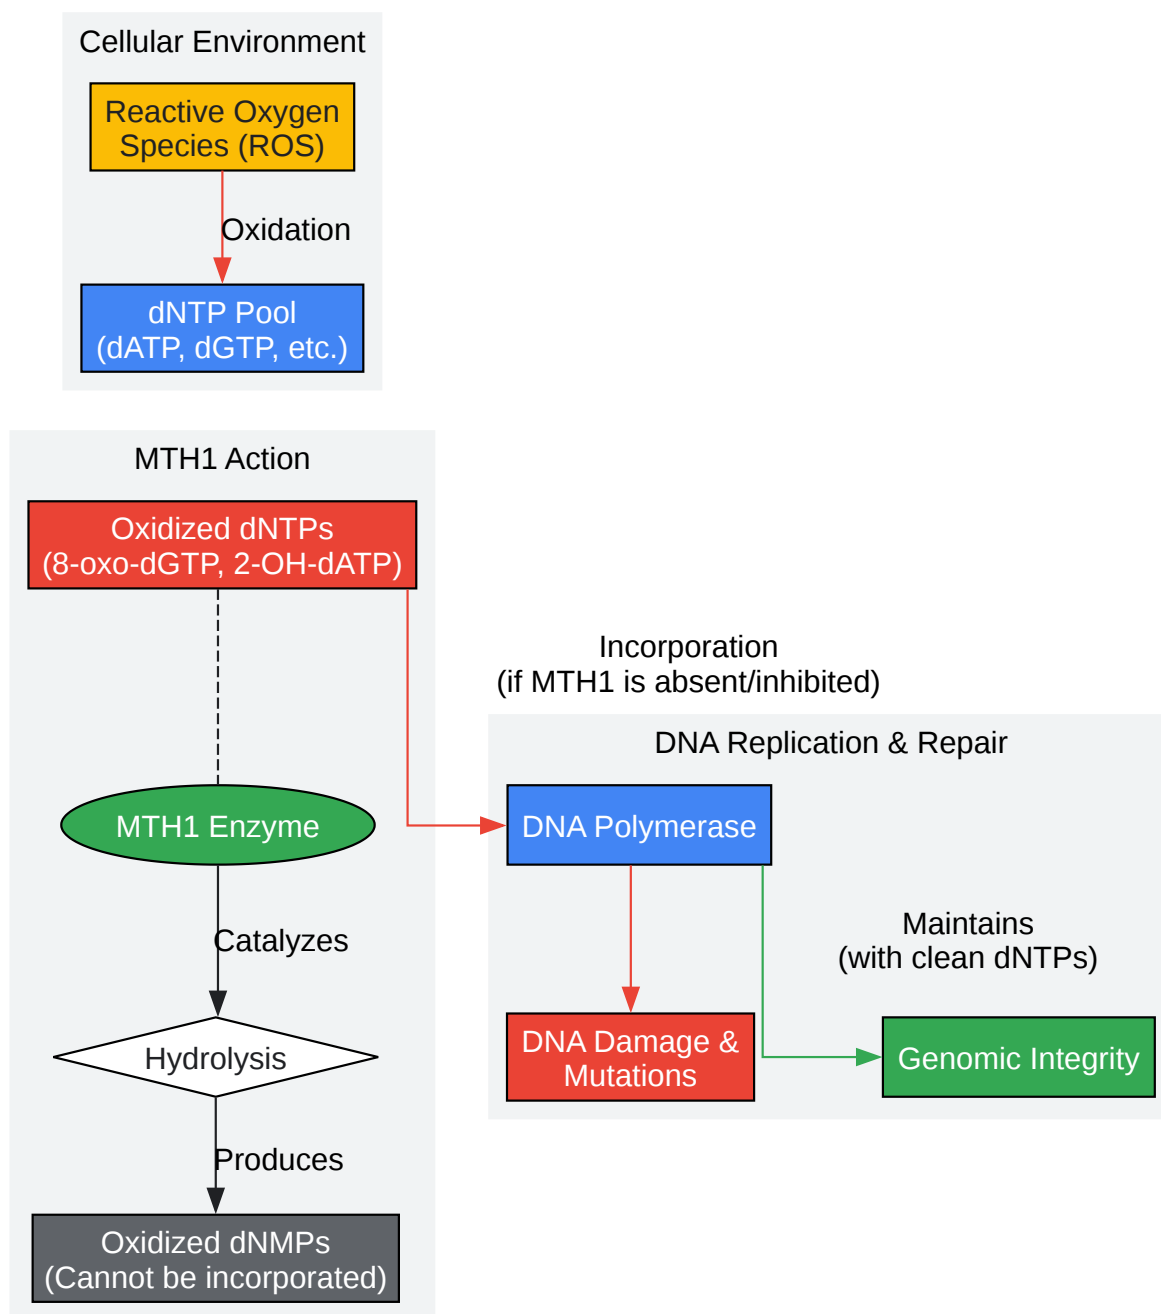 Cellular Environment
Reactive Oxygen
Species (ROS)
Oxidation
dNTP Pool
(dATP, dGTP, etc.)
MTH1 Action
Oxidized dNTPs
(8-oxo-dGTP, 2-OH-dATP)
MTH1 Enzyme
Catalyzes
Hydrolysis
Produces
Oxidized dNMPs
(Cannot be incorporated)
Incorporation
(if MTH1 is absent/inhibited)
DNA Replication & Repair
DNA Polymerase
Maintains
(with clean dNTPs)
DNA Damage &
Mutations
Genomic Integrity